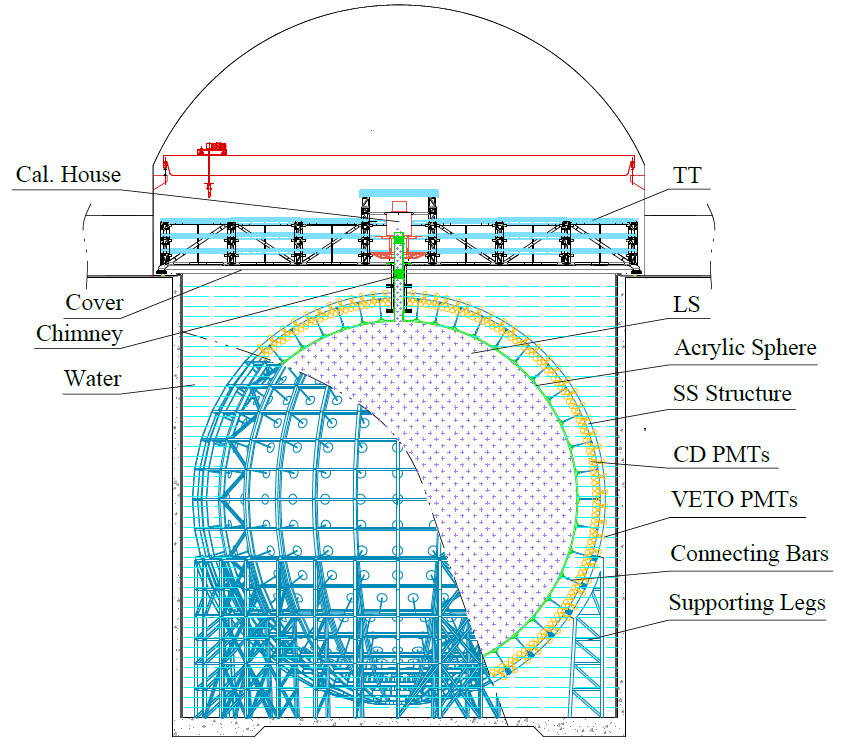 Cal. House
TT
Cover
Chimney
Water
LS
Acrylic Sphere
SS Structure
CD PMTs
VETO PMTs
Connecting Bars
Supporting Legs